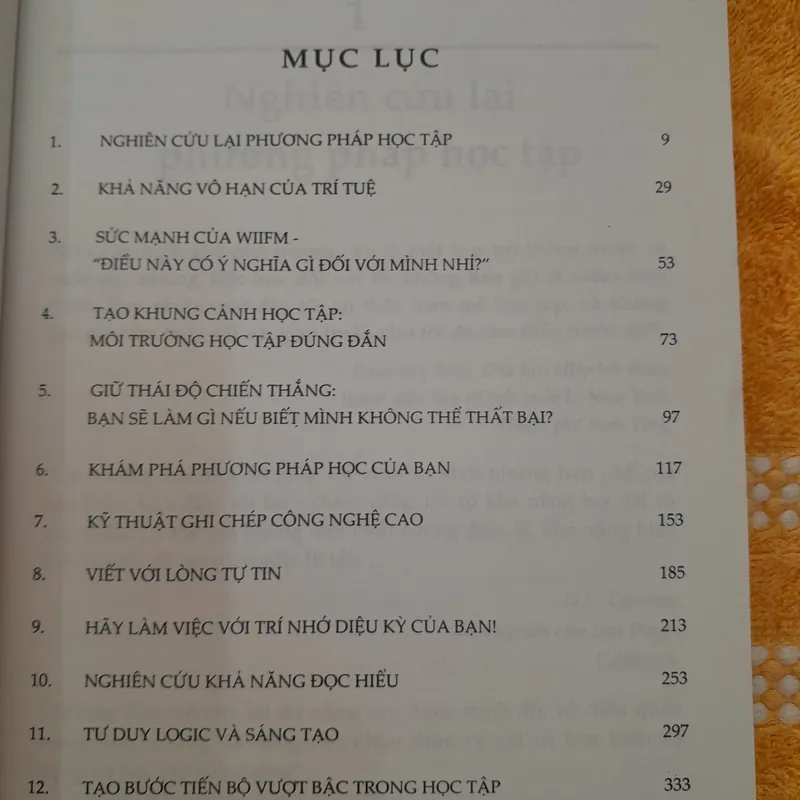 MỤC LỤC
1. NGHIÊN CỨU LẠI PHƯƠNG PHÁP HỌC TẬP 9
2. KHẢ NĂNG VÔ HẠN CỦA TRÍ TUỆ 29
3. SỨC MẠNH CỦA WIIFM -
“ĐIỀU NÀY CÓ Ý NGHĨA GÌ ĐỐI VỚI MÌNH NHỈ?” 53
4. TẠO KHUNG CẢNH HỌC TẬP:
MÔI TRƯỜNG HỌC TẬP ĐÚNG ĐẮN 73
5. GIỮ THÁI ĐỘ CHIẾN THẮNG:
BẠN SẼ LÀM GÌ NẾU BIẾT MÌNH KHÔNG THỂ THẤT BẠI? 97
6. KHÁM PHÁ PHƯƠNG PHÁP HỌC CỦA BẠN 117
7. KỸ THUẬT GHI CHÉP CÔNG NGHỆ CAO 153
8. VIẾT VỚI LÒNG TỰ TIN 185
9. HÃY LÀM VIỆC VỚI TRÍ NHỚ DIỆU KỲ CỦA BẠN! 213
10. NGHIÊN CỨU KHẢ NĂNG ĐỌC HIỂU 253
11. TƯ DUY LOGIC VÀ SÁNG TẠO 297
12. TẠO BƯỚC TIẾN BỘ VƯỢT BẬC TRONG HỌC TẬP 333